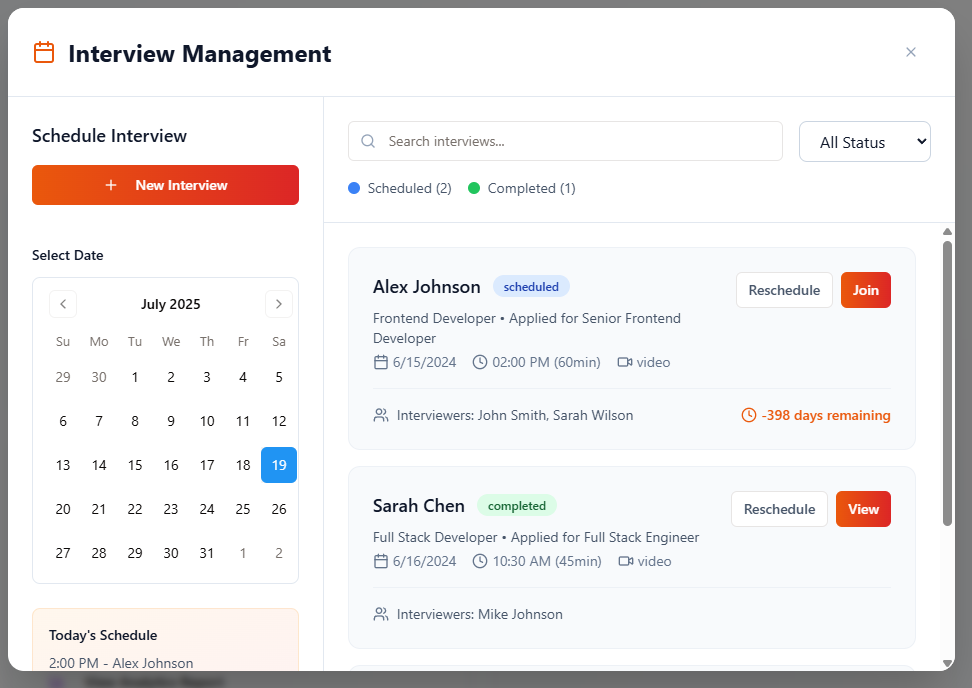 Interview Management
Schedule Interview
New Interview
Select Date
July 2025
Su Mo Tu We Th Fr Sa
29 30 1 2 3 4 5
6 7 8 9 10 11 12
13 14 15 16 17 18 19
20 21 22 23 24 25 26
27 28 29 30 31 1 2
Today's Schedule
2:00 PM - Alex Johnson
Search interviews...
All Status
Scheduled (2) Completed (1)
Alex Johnson scheduled
Reschedule Join
Frontend Developer • Applied for Senior Frontend
Developer
6/15/2024 02:00 PM (60min) video
Interviewers: John Smith, Sarah Wilson
-398 days remaining
Sarah Chen completed
Reschedule View
Full Stack Developer • Applied for Full Stack Engineer
6/16/2024 10:30 AM (45min) video
Interviewers: Mike Johnson